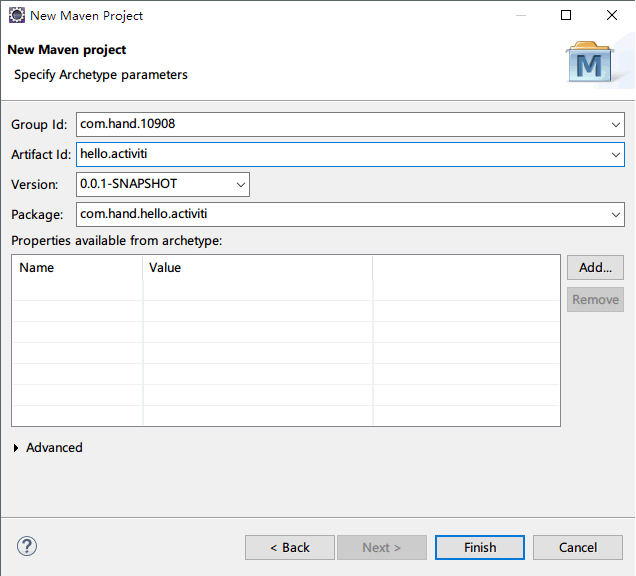 New Maven Project
New Maven project
Specify Archetype parameters
M
Group Id: com.hand.10908
Artifact Id: hello.activiti
Version: 0.0.1-SNAPSHOT
Package: com.hand.hello.activiti
Properties available from archetype:
Name Value Add...
Remove
Advanced
? < Back Next > Finish Cancel